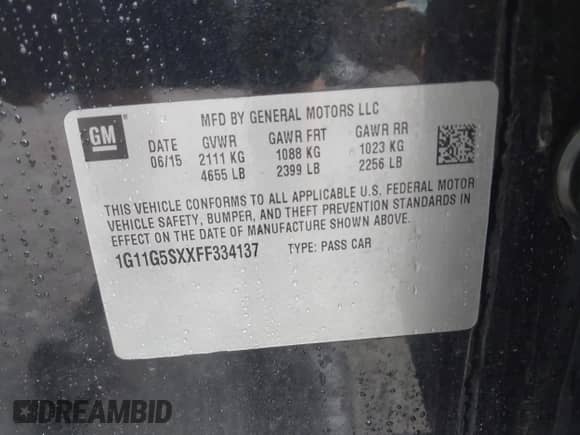 GM
MFD BY GENERAL MOTORS LLC
DATE GVWR GAWR FRT GAWR RR
06/15 2111 KG 1088 KG 1023 KG
4655 LB 2399 LB 2256 LB
THIS VEHICLE CONFORMS TO ALL APPLICABLE U.S. FEDERAL MOTOR
VEHICLE SAFETY, BUMPER, AND THEFT PREVENTION STANDARDS IN
EFFECT ON THE DATE OF MANUFACTURE SHOWN ABOVE.
1G11G5SXXFF334137 TYPE: PASS CAR
DREAMBID